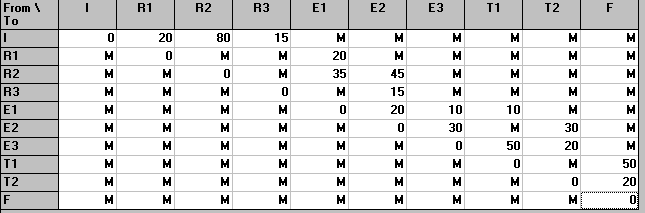 From \ To I R1 R2 R3 E1 E2 E3 T1 T2 F
I 0 20 80 15 M M M M M M
R1 M 0 M M 20 M M M M M
R2 M M 0 M 35 45 M M M M
R3 M M M 0 M 15 M M M M
E1 M M M M 0 20 10 10 M M
E2 M M M M M 0 30 M 30 M
E3 M M M M M M 0 50 20 M
T1 M M M M M M M 0 M 50
T2 M M M M M M M M 0 20
F M M M M M M M M M 0